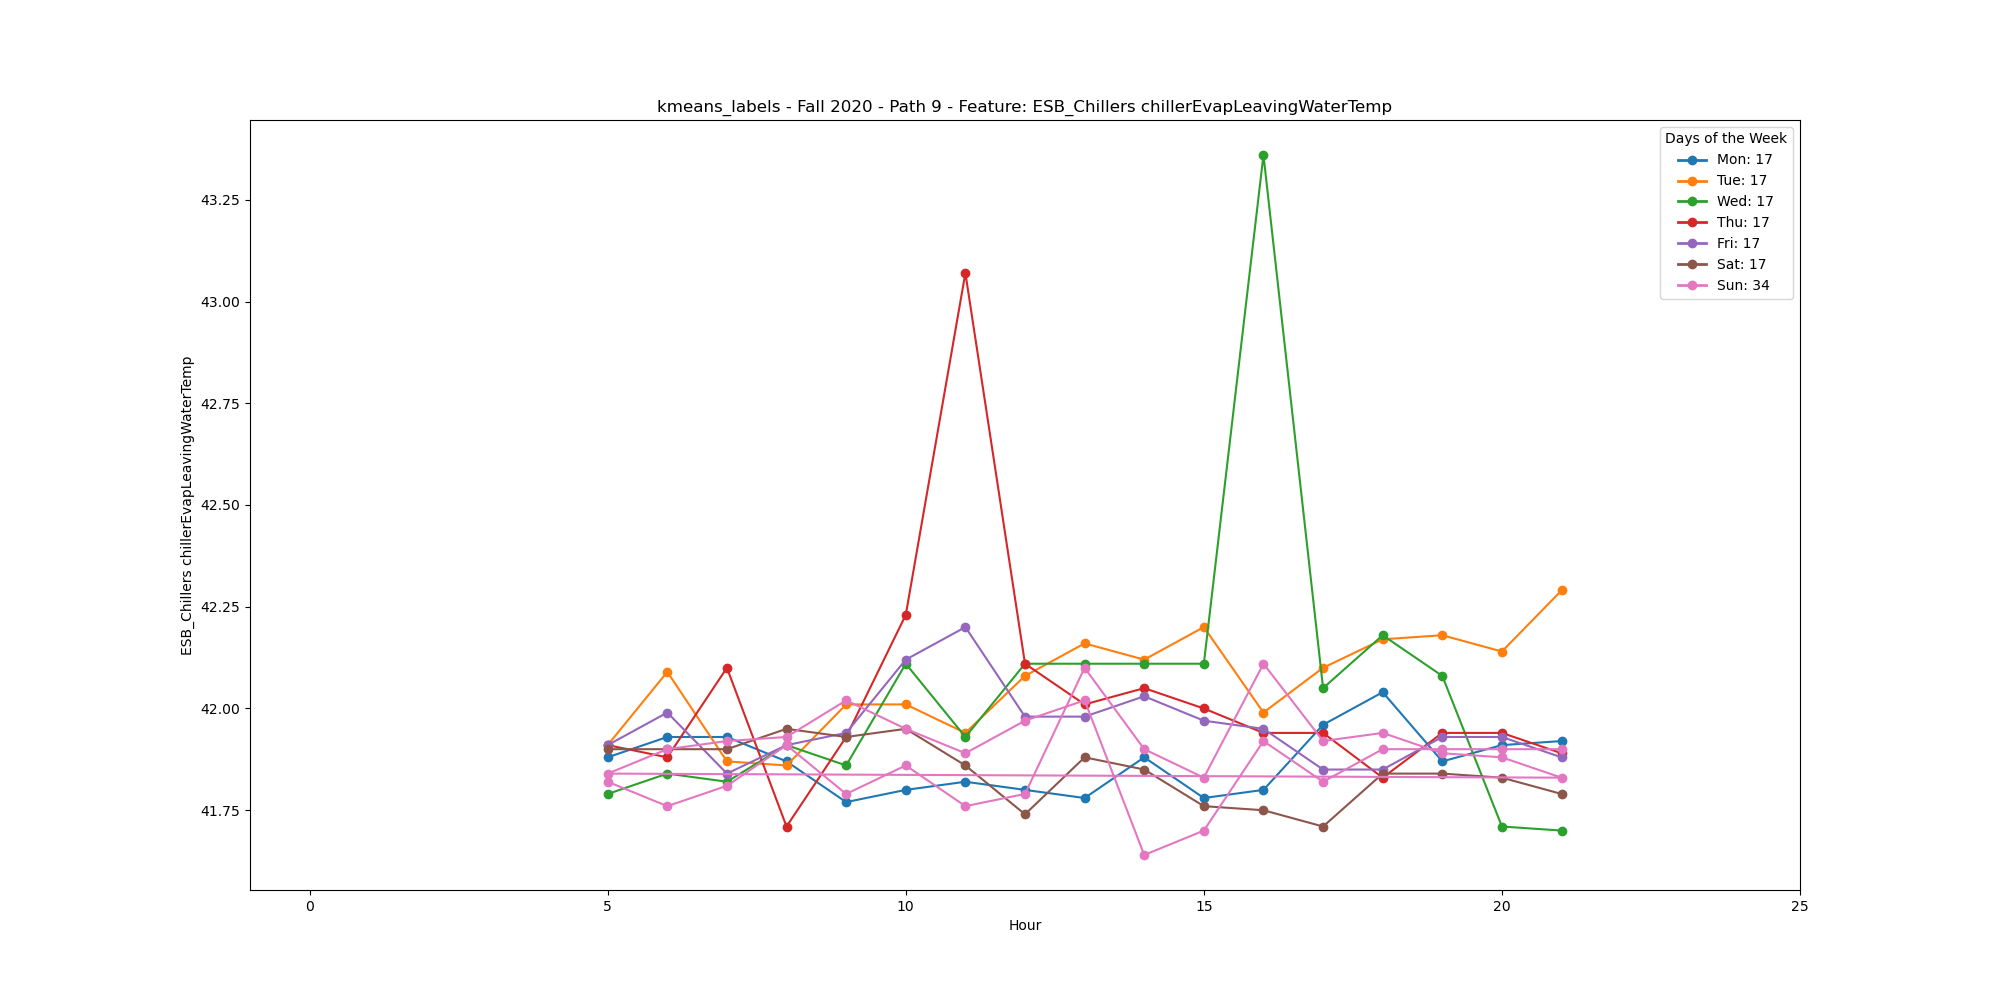 kmeans_labels - Fall 2020 - Path 9 - Feature: ESB_Chillers chillerEvapLeavingWaterTemp
Days of the Week
Mon: 17
Tue: 17
Wed: 17
Thu: 17
Fri: 17
Sat: 17
Sun: 34
ESB_Chillers chillerEvapLeavingWaterTemp
43.25
43.00
42.75
42.50
42.25
42.00
41.75
0 5 10 15 20 25
Hour